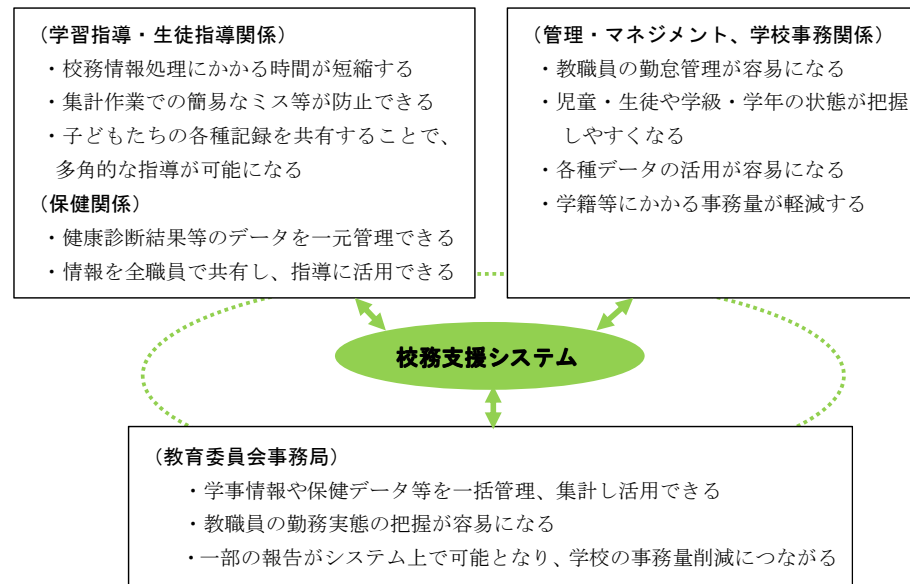 （学習指導・生徒指導関係）
・校務情報処理にかかる時間が短縮する
・集計作業での簡易なミス等が防止できる
・子どもたちの各種記録を共有することで、
多角的な指導が可能になる
（保健関係）
・健康診断結果等のデータを一元管理できる
・情報を全職員で共有し、指導に活用できる
（管理・マネジメント、学校事務関係）
・教職員の勤怠管理が容易になる
・児童・生徒や学級・学年の状態が把握
しやすくなる
・各種データの活用が容易になる
・学籍等にかかる事務量が軽減する
校務支援システム
（教育委員会事務局）
・学事情報や保健データ等を一括管理、集計し活用できる
・教職員の勤務実態の把握が容易になる
・一部の報告がシステム上で可能となり、学校の事務量削減につながる